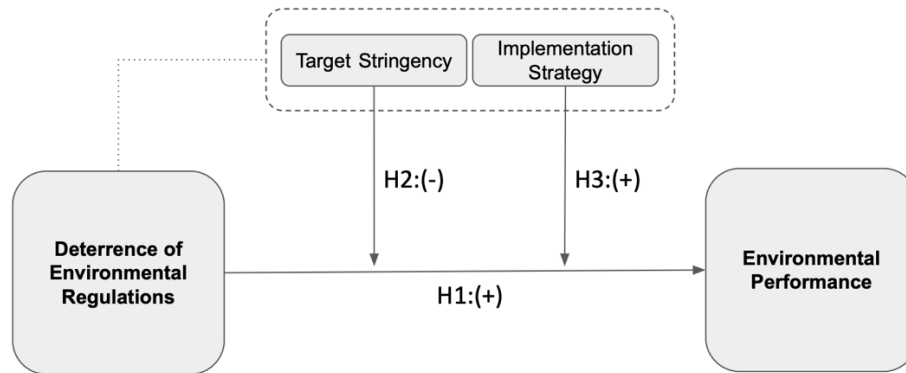 Target Stringency
Implementation
Strategy
H2:(-)
H3:(+)
Deterrence of
Environmental
Regulations
H1:(+)
Environmental
Performance